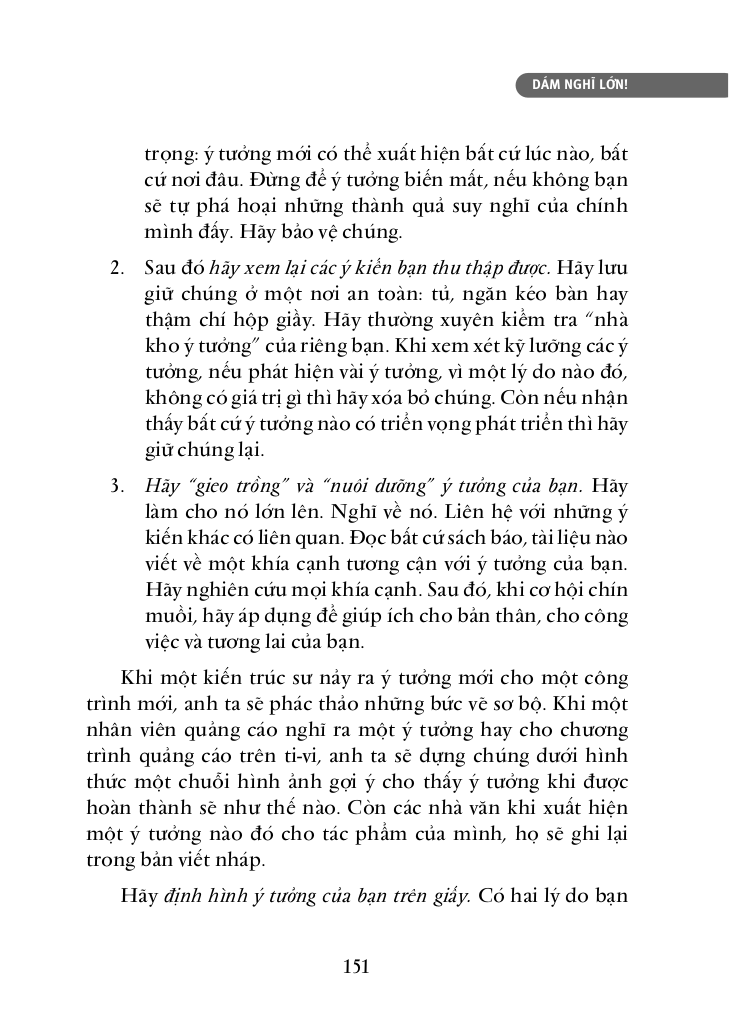 DÁM NGHĨ LỚN!
trọng: ý tưởng mới có thể xuất hiện bất cứ lúc nào, bất
cứ nơi đâu. Đừng để ý tưởng biến mất, nếu không bạn
sẽ tự phá hoại những thành quả suy nghĩ của chính
mình đấy. Hãy bảo vệ chúng.
2. Sau đó hãy xem lại các ý kiến bạn thu thập được. Hãy lưu
giữ chúng ở một nơi an toàn: tủ, ngăn kéo bàn hay
thậm chí hộp giầy. Hãy thường xuyên kiểm tra “nhà
kho ý tưởng” của riêng bạn. Khi xem xét kỹ lưỡng các ý
tưởng, nếu phát hiện vài ý tưởng, vì một lý do nào đó,
không có giá trị gì thì hãy xóa bỏ chúng. Còn nếu nhận
thấy bất cứ ý tưởng nào có triển vọng phát triển thì hãy
giữ chúng lại.
3. Hãy “gieo trồng” và “nuôi dưỡng” ý tưởng của bạn. Hãy
làm cho nó lớn lên. Nghĩ về nó. Liên hệ với những ý
kiến khác có liên quan. Đọc bất cứ sách báo, tài liệu nào
viết về một khía cạnh tương cận với ý tưởng của bạn.
Hãy nghiên cứu mọi khía cạnh. Sau đó, khi cơ hội chín
muồi, hãy áp dụng để giúp ích cho bản thân, cho công
việc và tương lai của bạn.
Khi một kiến trúc sư nảy ra ý tưởng mới cho một công
trình mới, anh ta sẽ phác thảo những bức vẽ sơ bộ. Khi một
nhân viên quảng cáo nghĩ ra một ý tưởng hay cho chương
trình quảng cáo trên ti-vi, anh ta sẽ dựng chúng dưới hình
thức một chuỗi hình ảnh gợi ý cho thấy ý tưởng khi được
hoàn thành sẽ như thế nào. Còn các nhà văn khi xuất hiện
một ý tưởng nào đó cho tác phẩm của mình, họ sẽ ghi lại
trong bản viết nháp.
Hãy định hình ý tưởng của bạn trên giấy. Có hai lý do bạn
151